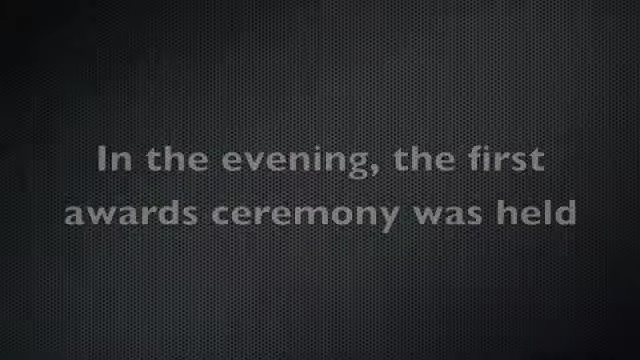 In the evening, the first
awards ceremony was held